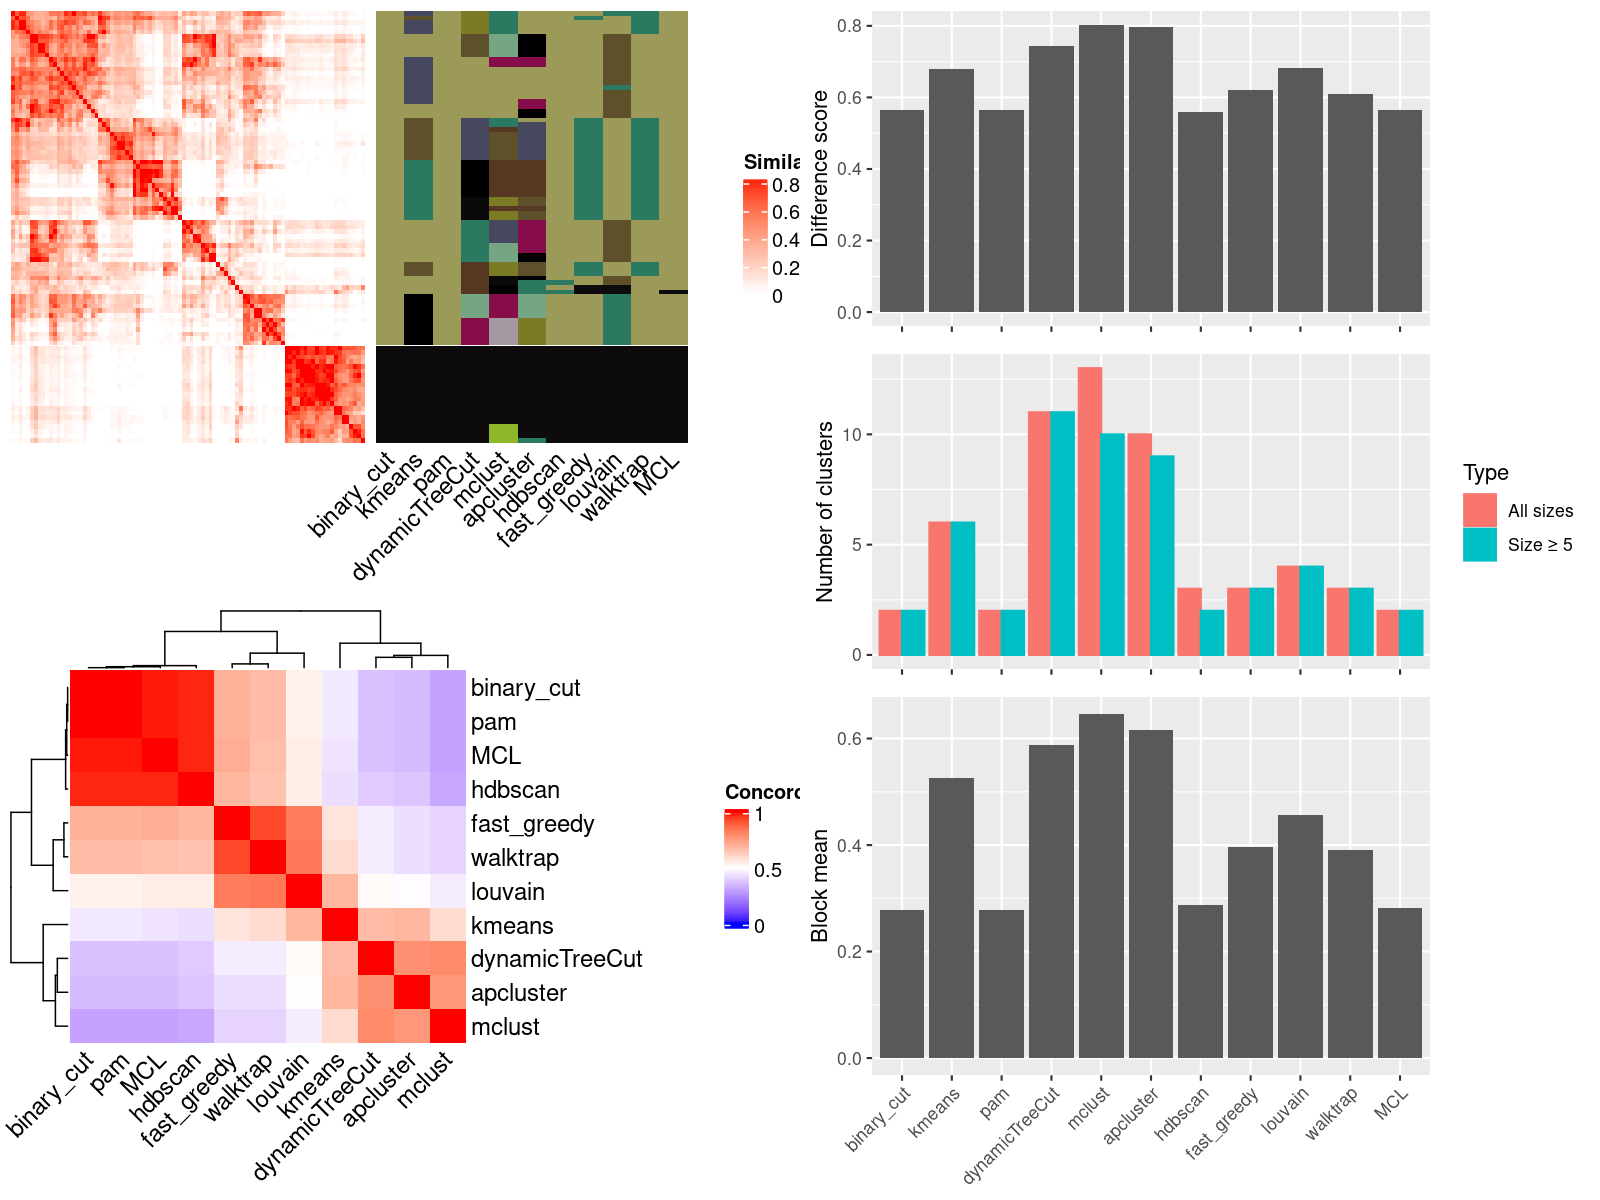 Simila
0.8
0.6
0.4
0.2
0
binary_cut
kmeans
pam
dynamicTreeCut
mclust
apcluster
hdbscan
fast_greedy
louvain
walktrap
MCL
binary_cut
pam
MCL
hdbscan
fast_greedy
walktrap
louvain
kmeans
dynamicTreeCut
apcluster
mclust
binary_cut
pam
MCL
hdbscan
fast_greedy
walktrap
louvain
kmeans
dynamicTreeCut
apcluster
mclust
Concord
1
0.5
0
Difference score
0.8
0.6
0.4
0.2
0.0
Number of clusters
10
5
0
Type
All sizes
Size ≥ 5
Block mean
0.6
0.4
0.2
0.0
binary_cut
kmeans
pam
dynamicTreeCut
mclust
apcluster
hdbscan
fast_greedy
louvain
walktrap
MCL